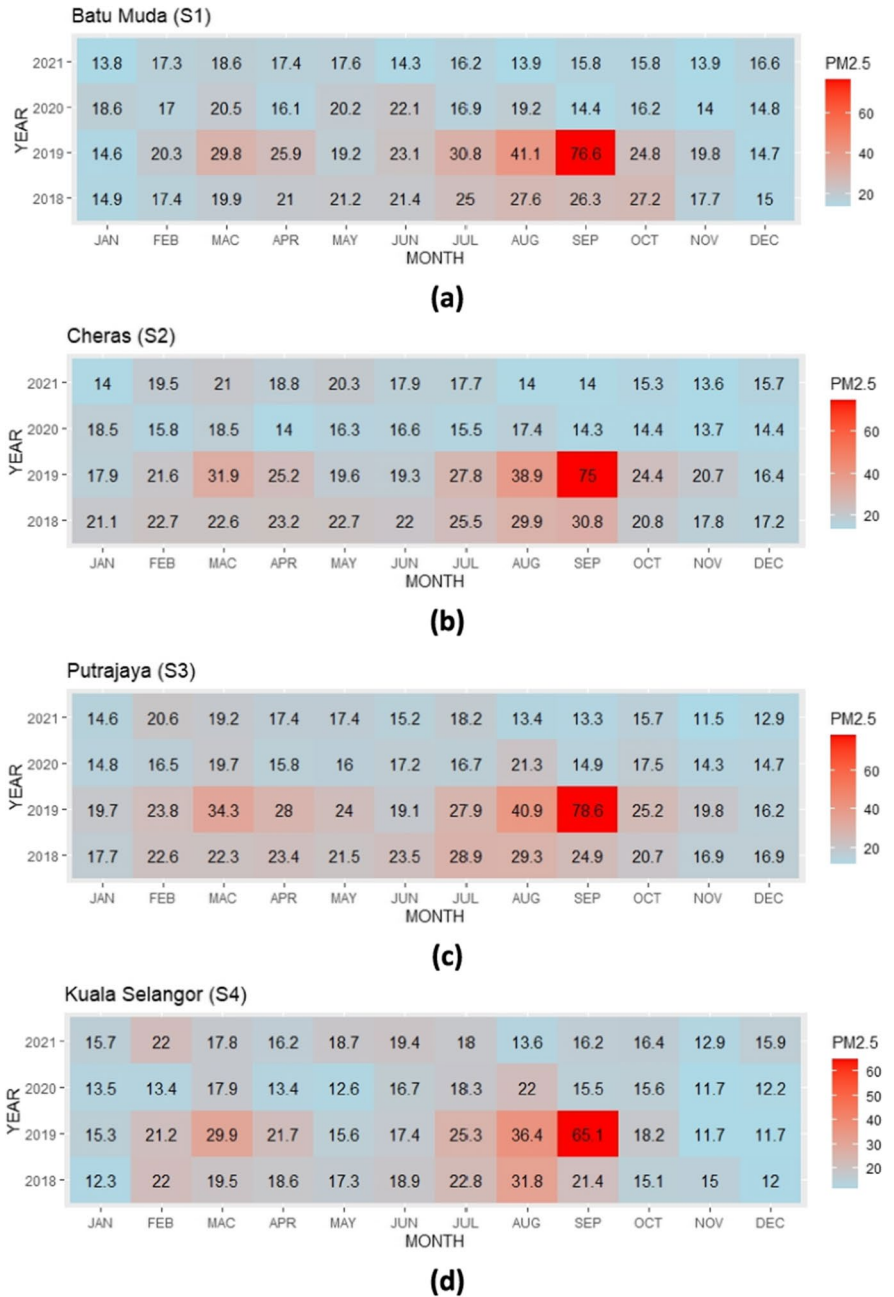 Batu Muda (S1)
YEAR
2021 13.8 17.3 18.6 17.4 17.6 14.3 16.2 13.9 15.8 15.8 13.9 16.6
2020 18.6 17 20.5 16.1 20.2 22.1 16.9 19.2 14.4 16.2 14 14.8
2019 14.6 20.3 29.8 25.9 19.2 23.1 30.8 41.1 76.6 24.8 19.8 14.7
2018 14.9 17.4 19.9 21 21.2 21.4 25 27.6 26.3 27.2 17.7 15
JAN FEB MAC APR MAY JUN JUL AUG SEP OCT NOV DEC
MONTH
PM2.5
60
40
20
(a)
Cheras (S2)
YEAR
2021 14 19.5 21 18.8 20.3 17.9 17.7 14 14 15.3 13.6 15.7
2020 18.5 15.8 18.5 14 16.3 16.6 15.5 17.4 14.3 14.4 13.7 14.4
2019 17.9 21.6 31.9 25.2 19.6 19.3 27.8 38.9 75 24.4 20.7 16.4
2018 21.1 22.7 22.6 23.2 22.7 22 25.5 29.9 30.8 20.8 17.8 17.2
JAN FEB MAC APR MAY JUN JUL AUG SEP OCT NOV DEC
MONTH
PM2.5
60
40
20
(b)
Putrajaya (S3)
YEAR
2021 14.6 20.6 19.2 17.4 17.4 15.2 18.2 13.4 13.3 15.7 11.5 12.9
2020 14.8 16.5 19.7 15.8 16 17.2 16.7 21.3 14.9 17.5 14.3 14.7
2019 19.7 23.8 34.3 28 24 19.1 27.9 40.9 78.6 25.2 19.8 16.2
2018 17.7 22.6 22.3 23.4 21.5 23.5 28.9 29.3 24.9 20.7 16.9 16.9
JAN FEB MAC APR MAY JUN JUL AUG SEP OCT NOV DEC
MONTH
PM2.5
60
40
20
(c)
Kuala Selangor (S4)
YEAR
2021 15.7 22 17.8 16.2 18.7 19.4 18 13.6 16.2 16.4 12.9 15.9
2020 13.5 13.4 17.9 13.4 12.6 16.7 18.3 22 15.5 15.6 11.7 12.2
2019 15.3 21.2 29.9 21.7 15.6 17.4 25.3 36.4 65.1 18.2 11.7 11.7
2018 12.3 22 19.5 18.6 17.3 18.9 22.8 31.8 21.4 15.1 15 12
JAN FEB MAC APR MAY JUN JUL AUG SEP OCT NOV DEC
MONTH
PM2.5
60
50
40
30
20
(d)